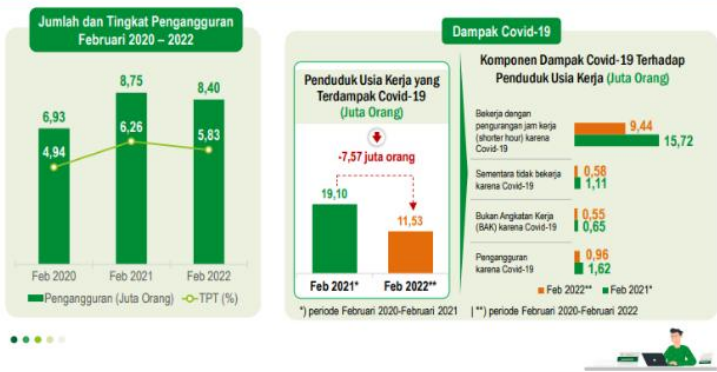 Jumlah dan Tingkat Pengangguran
Februari 2020 – 2022
8,75
8,40
6,93
6,26
5,83
4,94
Feb 2020
Feb 2021
Feb 2022
Pengangguran (Juta Orang)
TPT (%)
Dampak Covid-19
Penduduk Usia Kerja yang
Terdampak Covid-19
(Juta Orang)
-7,57 juta orang
19,10
11,53
Feb 2021*
Feb 2022**
Komponen Dampak Covid-19 Terhadap
Penduduk Usia Kerja (Juta Orang)
Bekerja dengan
pengurangan jam kerja
(shorter hour) karena
Covid-19
9,44
15,72
Sementara tidak bekerja
karena Covid-19
0,58
1,11
Bukan Angkatan Kerja
(BAK) karena Covid-19
0,55
0,65
Pengangguran
karena Covid-19
0,96
1,62
Feb 2022**
Feb 2021*
*) periode Februari 2020-Februari 2021 | **) periode Februari 2020-Februari 2022